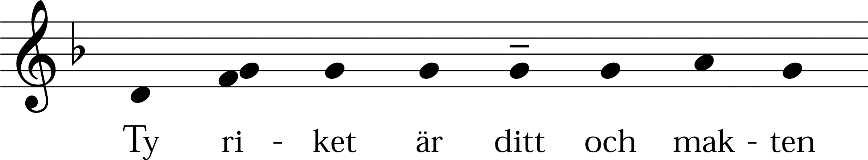 Ty ri - ket är ditt och mak - ten